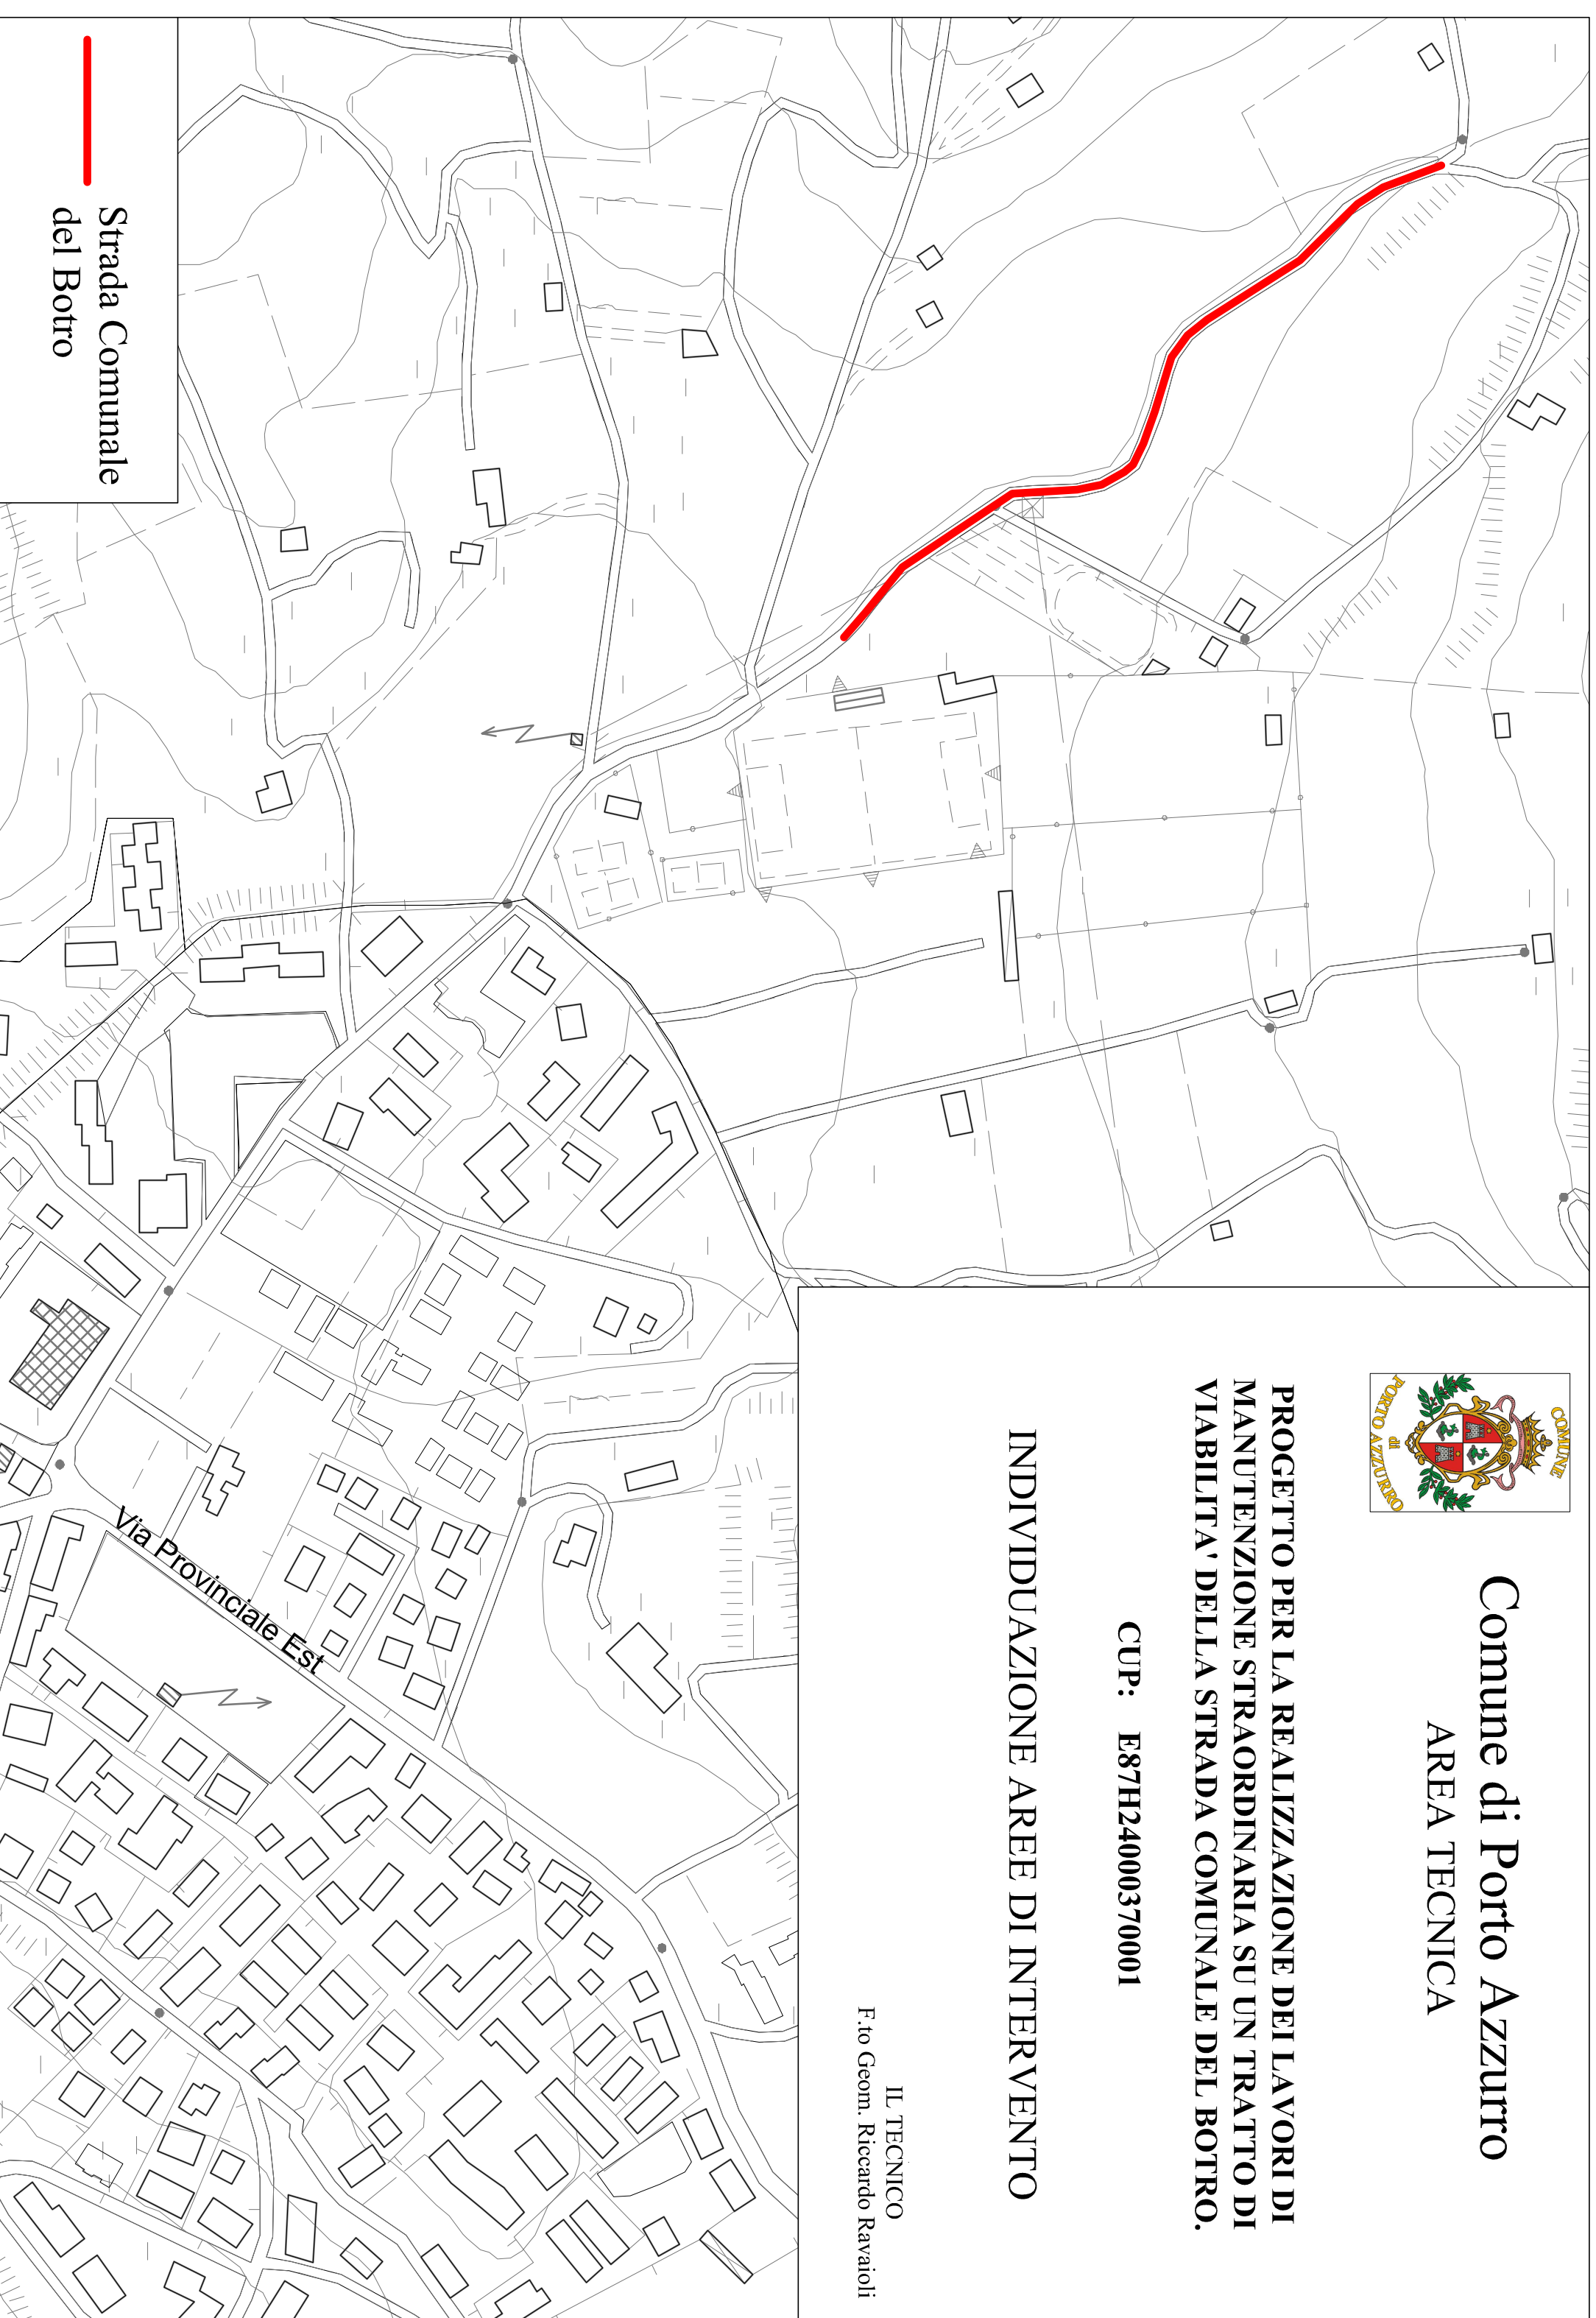 COMUNE
di
PORTO AZZURRO
Comune di Porto Azzurro
AREA TECNICA
PROGETTO PER LA REALIZZAZIONE DEI LAVORI DI
MANUTENZIONE STRAORDINARIA SU UN TRATTO DI
VIABILITA' DELLA STRADA COMUNALE DEL BOTRO.
CUP: E87H24000370001
INDIVIDUAZIONE AREE DI INTERVENTO
IL TECNICO
F.to Geom. Riccardo Ravaioli
Via Provinciale Est
Strada Comunale
del Botro